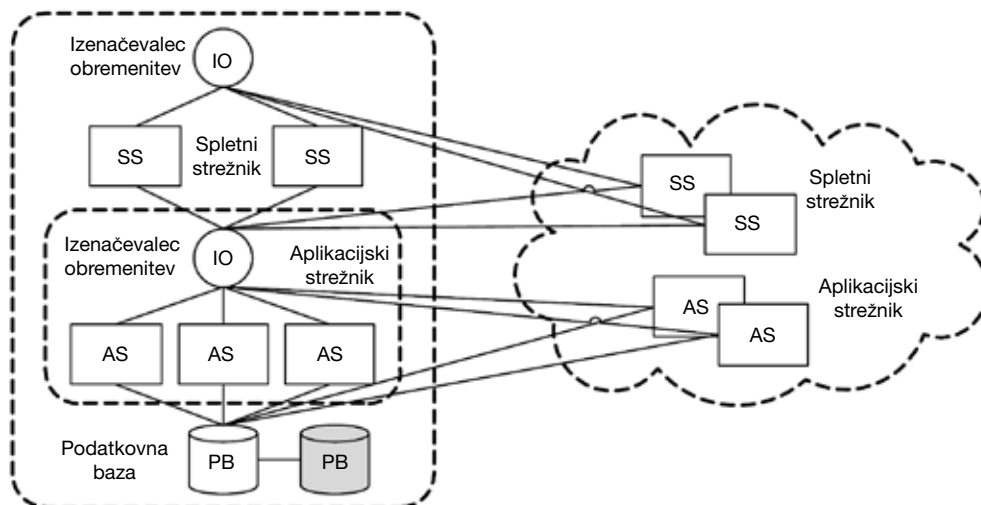 Izenačevalec
obremenitev
IO
SS
Spletni
strežnik
SS
SS
Spletni
strežnik
SS
Izenačevalec
obremenitev
IO
Aplikacijski
strežnik
AS
AS
AS
AS
Aplikacijski
strežnik
AS
Podatkovna
baza
PB
PB